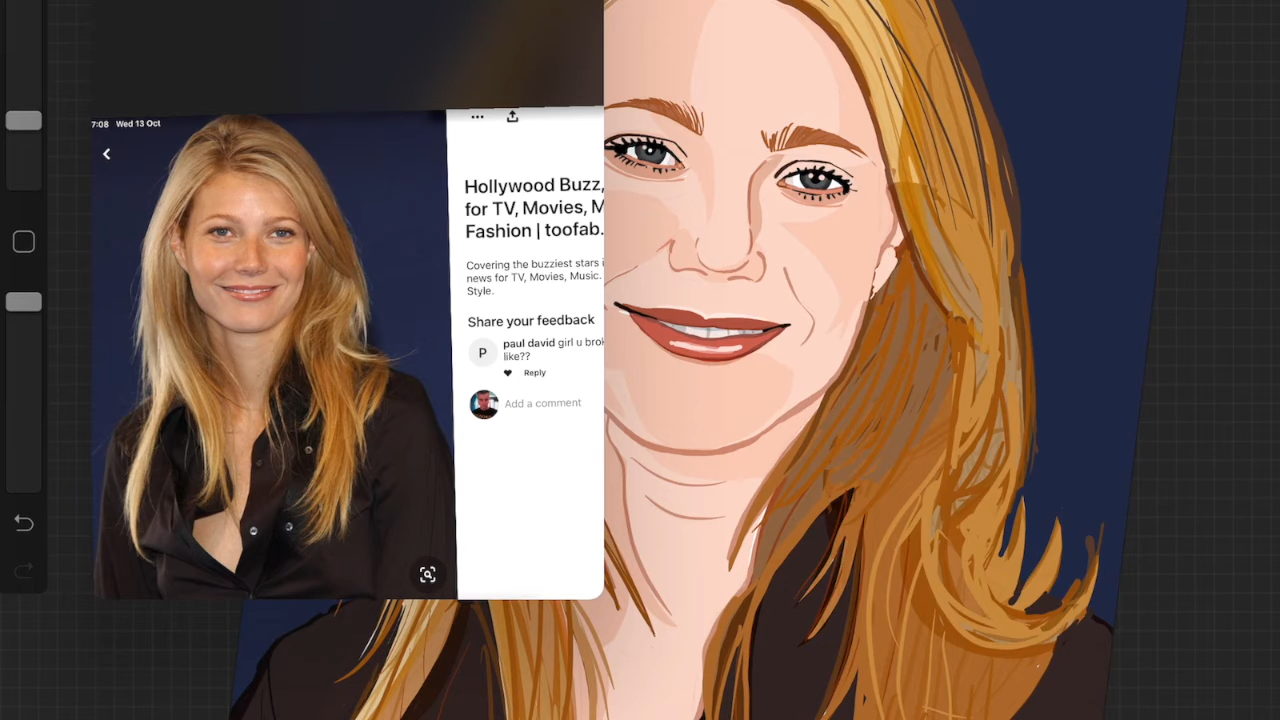 7:08 Wed 13 Oct
Hollywood Buzz,
for TV, Movies, M
Fashion | toofab.
Covering the buzziest stars i
news for TV, Movies, Music.
Style.
Share your feedback
P
paul david girl u brok
like??
Reply
Add a comment